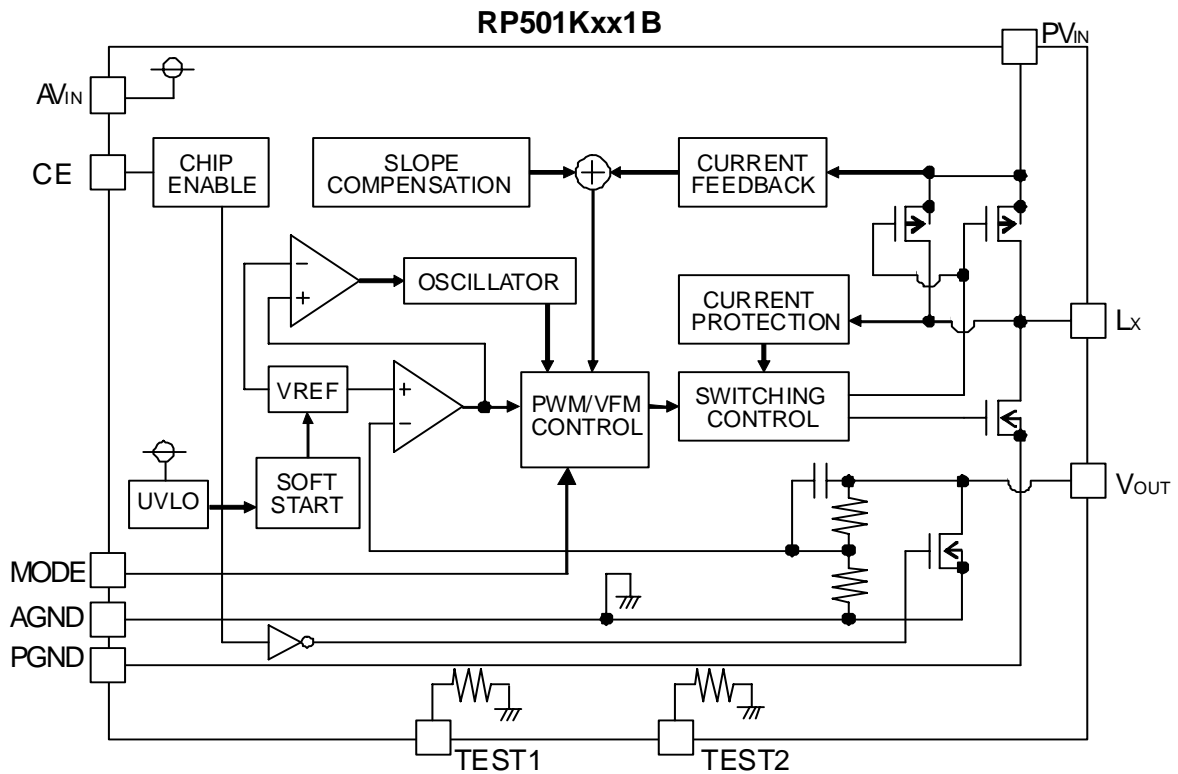 RP501Kxx1B
PVIN
AVIN
CE
CHIP
ENABLE
SLOPE
COMPENSATION
+
CURRENT
FEEDBACK
−
+
OSCILLATOR
CURRENT
PROTECTION
LX
VREF
+
−
PWM/VFM
CONTROL
SWITCHING
CONTROL
UVLO
SOFT
START
VOUT
MODE
AGND
PGND
TEST1
TEST2